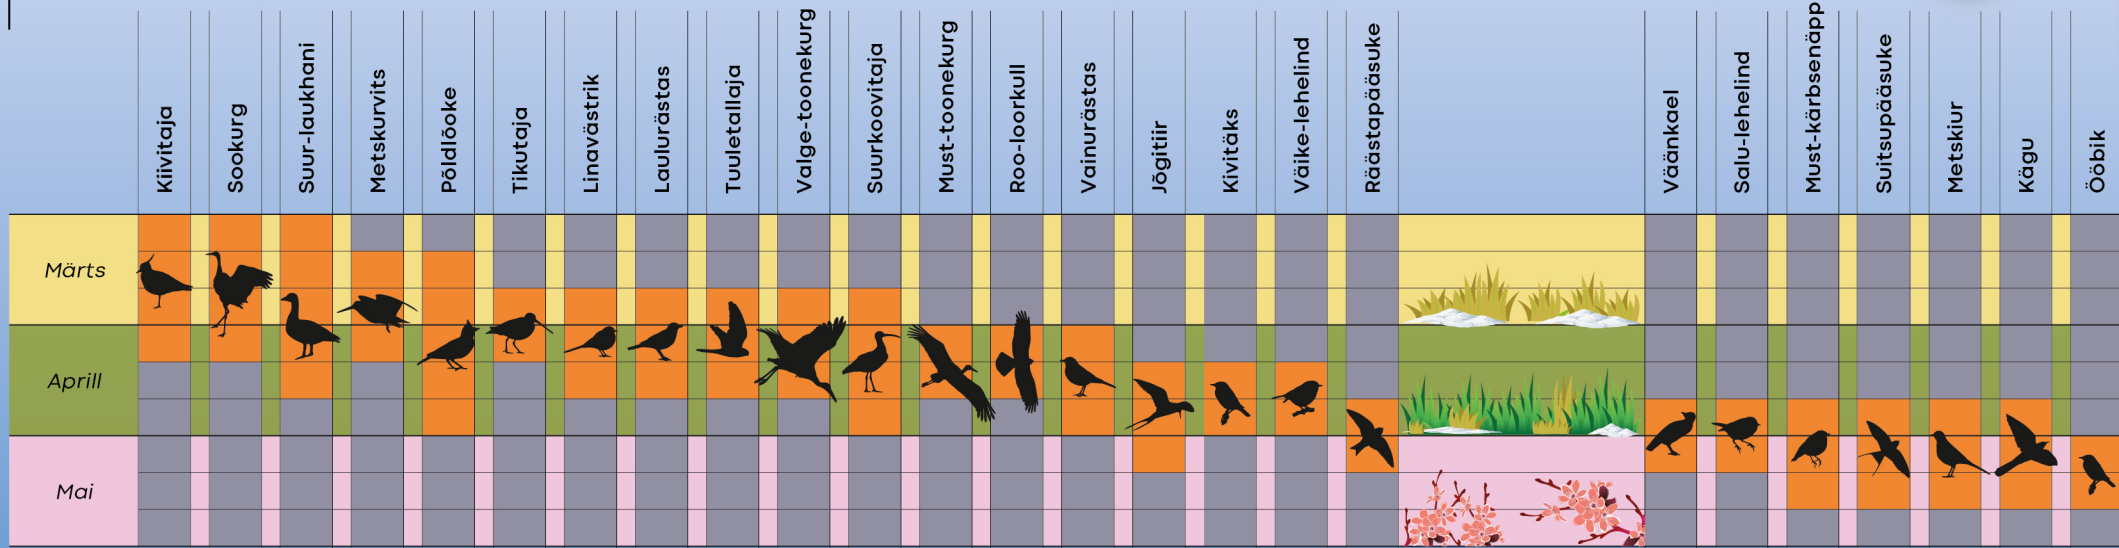 Kiivitaja
Sookurg
Suur-laukhani
Metskurvits
Põldlõoke
Tikutaja
Linavästrik
Laulurästas
Tuuletallaja
Valge-toonekurg
Suurkoovitaja
Must-toonekurg
Roo-loorkull
Vainurästas
Jõgitiir
Kivitäks
Väike-lehelind
Räästapääsuke
Väänkael
Salu-lehelind
Must-kärbsenäpp
Suitsupääsuke
Metskiur
Kägu
Ööbik
Märts
Aprill
Mai